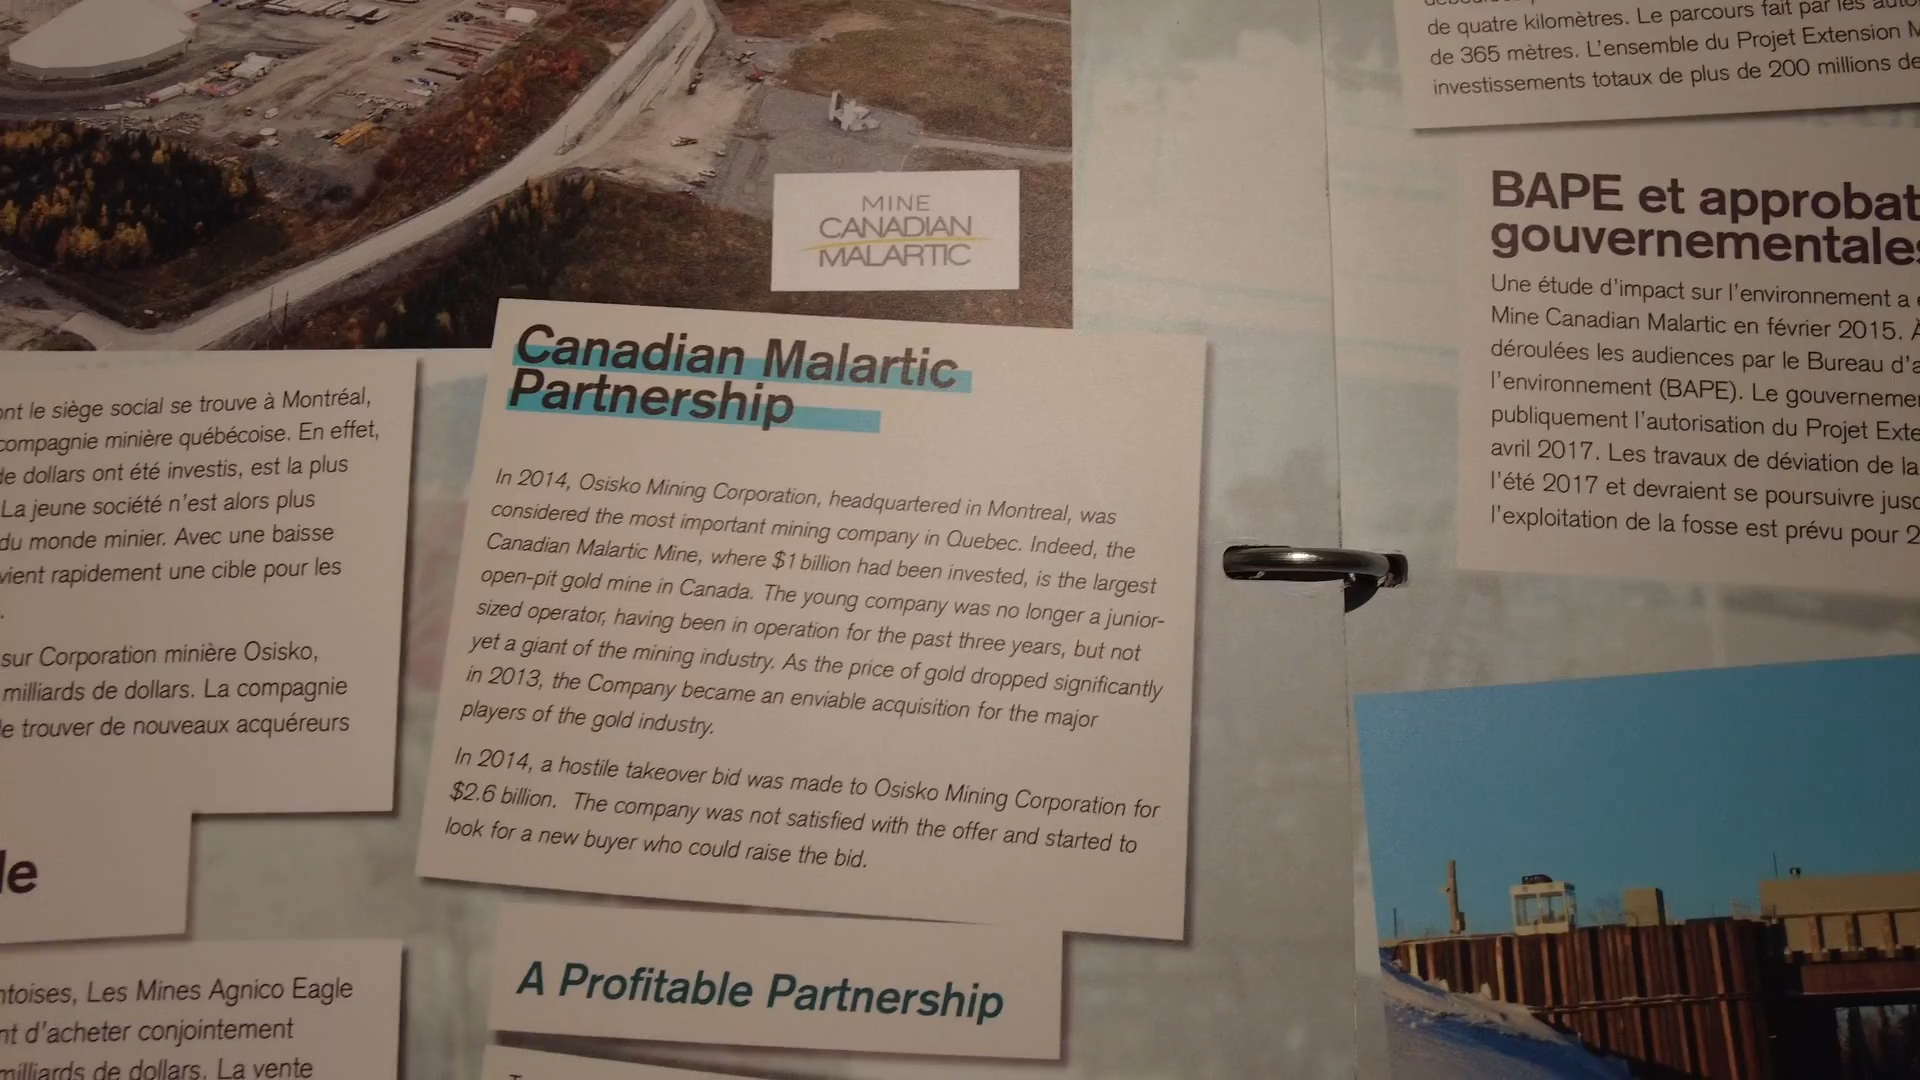 MINE
CANADIAN
MALARTIC
ont le siège social se trouve à Montréal,
compagnie minière québécoise. En effet,
de dollars ont été investis, est la plus
La jeune société n'est alors plus
du monde minier. Avec une baisse
vient rapidement une cible pour les
sur Corporation minière Osisko,
milliards de dollars. La compagnie
le trouver de nouveaux acquéreurs
le
ntoises, Les Mines Agnico Eagle
nt d'acheter conjointement
milliards de dollars. La vente
Canadian Malartic
Partnership
In 2014, Osisko Mining Corporation, headquartered in Montreal, was
considered the most important mining company in Quebec. Indeed, the
Canadian Malartic Mine, where $1 billion had been invested, is the largest
open-pit gold mine in Canada. The young company was no longer a junior-
sized operator, having been in operation for the past three years, but not
yet a giant of the mining industry. As the price of gold dropped significantly
in 2013, the Company became an enviable acquisition for the major
players of the gold industry.
In 2014, a hostile takeover bid was made to Osisko Mining Corporation for
$2.6 billion. The company was not satisfied with the offer and started to
look for a new buyer who could raise the bid.
A Profitable Partnership
de quatre kilomètres. Le parcours fait par les auto
de 365 mètres. L'ensemble du Projet Extension M
investissements totaux de plus de 200 millions de
BAPE et approbat
gouvernementales
Une étude d'impact sur l'environnement a
Mine Canadian Malartic en février 2015. À
déroulées les audiences par le Bureau d'a
l'environnement (BAPE). Le gouverneme
publiquement l'autorisation du Projet Exte
avril 2017. Les travaux de déviation de la
l'été 2017 et devraient se poursuivre jusq
l'exploitation de la fosse est prévu pour 2